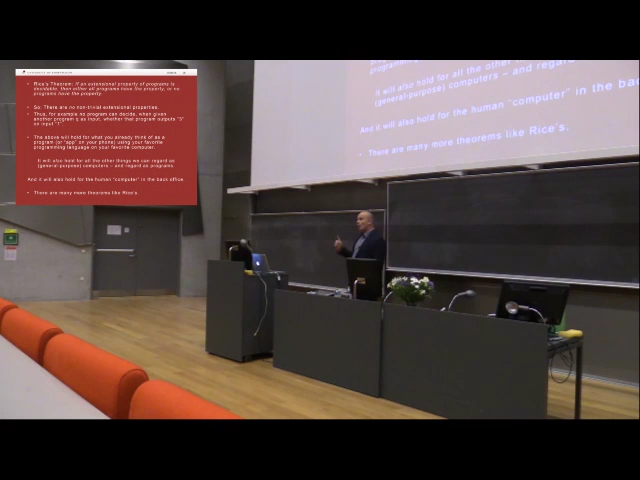 UNIVERSITY OF COPENHAGEN
• Rice's Theorem: If an extensional property of programs is
decidable, then either all programs have the property, or no
programs have the property.
• So: There are no non-trivial extensional properties.
• Thus, for example no program can decide, when given
another program q as input, whether that program outputs "3"
on input "1".
• The above will hold for what you already think of as a
program (or "app" on your phone) using your favorite
programming language on your favorite computer.
It will also hold for all the other things we can regard as
(general-purpose) computers – and regard as programs.
And it will also hold for the human "computer" in the back office.
• There are many more theorems like Rice's.
It will also hold for all the other
(general-purpose) computers – and regard
And it will also hold for the human "computer" in the back
• There are many more theorems like Rice's.